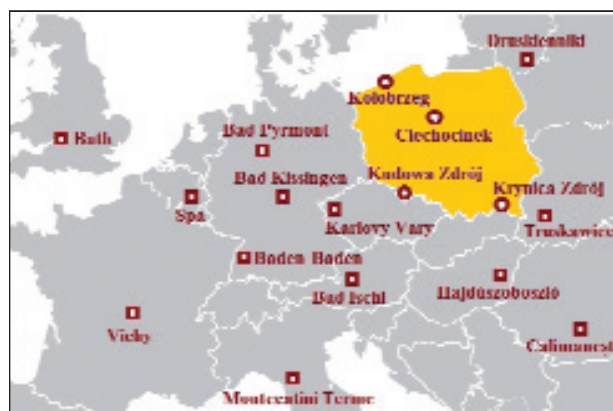 Druskienniki
Kołobrzeg
Ciechocinek
Bath
Bad Pyrmont
Kudowa Zdrój
Bad Kissingen
Krynica Zdrój
Spa
Karlovy Vary
Truskawiec
Baden Baden
Bad Ischl
Hajdúszoboszló
Vichy
Calimanest
Montecatini Terme